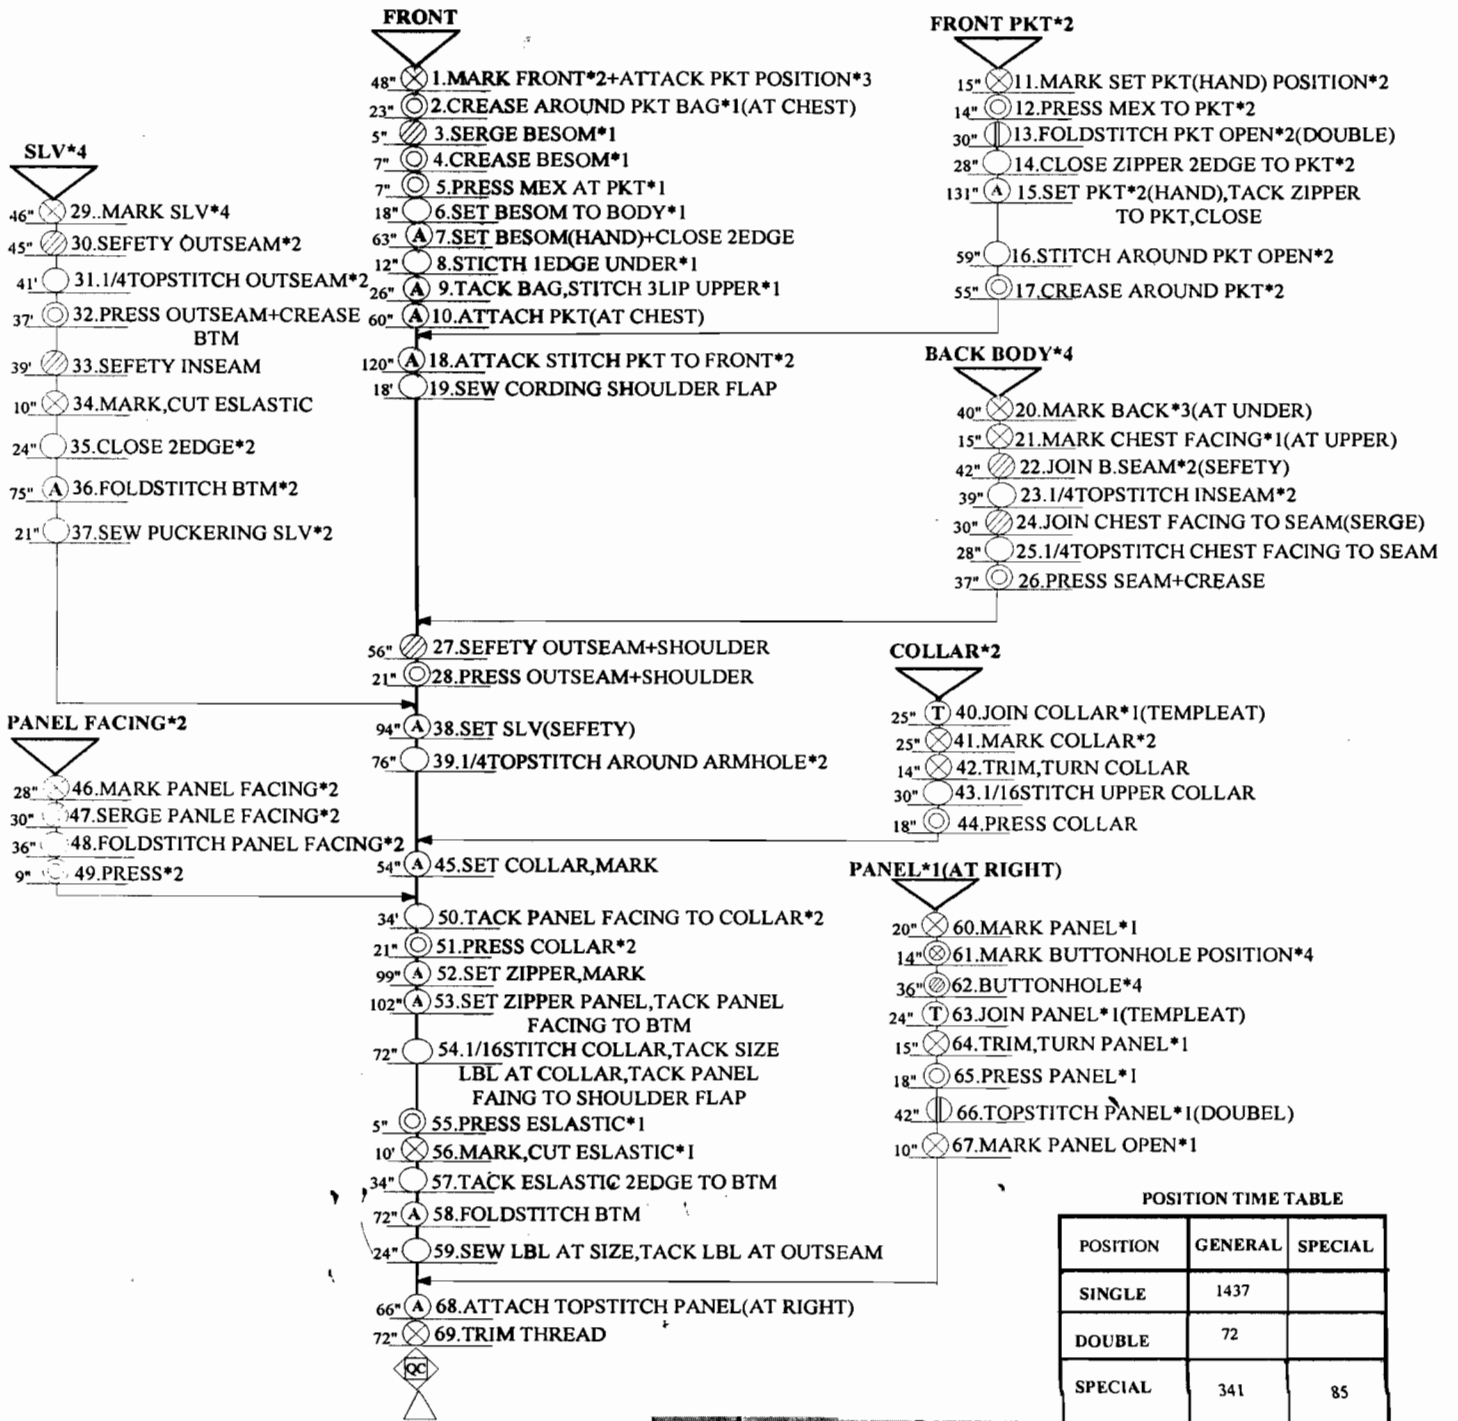 FRONT
48" 1.MARK FRONT*2+ATTACK PKT POSITION*3
23" 2.CREASE AROUND PKT BAG*1(AT CHEST)
5" 3.SERGE BESOM*1
7" 4.CREASE BESOM*1
7" 5.PRESS MEX AT PKT*1
18" 6.SET BESOM TO BODY*1
63" A 7.SET BESOM(HAND)+CLOSE 2EDGE
12" 8.STICTH 1EDGE UNDER*1
26" A 9.TACK BAG,STITCH 3LIP UPPER*1
60" A 10.ATTACH PKT(AT CHEST)
FRONT PKT*2
15" 11.MARK SET PKT(HAND) POSITION*2
14" 12.PRESS MEX TO PKT*2
30" 13.FOLDSTITCH PKT OPEN*2(DOUBLE)
28" 14.CLOSE ZIPPER 2EDGE TO PKT*2
131" A 15.SET PKT*2(HAND),TACK ZIPPER
TO PKT,CLOSE
59" 16.STITCH AROUND PKT OPEN*2
55" 17.CREASE AROUND PKT*2
120" A 18.ATTACK STITCH PKT TO FRONT*2
18' 19.SEW CORDING SHOULDER FLAP
BACK BODY*4
40" 20.MARK BACK*3(AT UNDER)
15" 21.MARK CHEST FACING*1(AT UPPER)
42" 22.JOIN B.SEAM*2(SEFETY)
39" 23.1/4TOPSTITCH INSEAM*2
30" 24.JOIN CHEST FACING TO SEAM(SERGE)
28" 25.1/4TOPSTITCH CHEST FACING TO SEAM
37" 26.PRESS SEAM+CREASE
56" 27.SEFETY OUTSEAM+SHOULDER
21" 28.PRESS OUTSEAM+SHOULDER
SLV*4
46" 29..MARK SLV*4
45" 30.SEFETY OUTSEAM*2
41' 31.1/4TOPSTITCH OUTSEAM*2
37' 32.PRESS OUTSEAM+CREASE
BTM
39' 33.SEFETY INSEAM
10" 34.MARK,CUT ESLASTIC
24" 35.CLOSE 2EDGE*2
75" A 36.FOLDSTITCH BTM*2
21" 37.SEW PUCKERING SLV*2
94" A 38.SET SLV(SEFETY)
76" 39.1/4TOPSTITCH AROUND ARMHOLE*2
COLLAR*2
25" T 40.JOIN COLLAR*1(TEMPLEAT)
25" 41.MARK COLLAR*2
14" 42.TRIM,TURN COLLAR
30" 43.1/16STITCH UPPER COLLAR
18" 44.PRESS COLLAR
54" A 45.SET COLLAR,MARK
PANEL FACING*2
28" 46.MARK PANEL FACING*2
30" 47.SERGE PANLE FACING*2
36" 48.FOLDSTITCH PANEL FACING*2
9" 49.PRESS*2
34' 50.TACK PANEL FACING TO COLLAR*2
21" 51.PRESS COLLAR*2
99" A 52.SET ZIPPER,MARK
102" A 53.SET ZIPPER PANEL,TACK PANEL
FACING TO BTM
72" 54.1/16STITCH COLLAR,TACK SIZE
LBL AT COLLAR,TACK PANEL
FAING TO SHOULDER FLAP
5" 55.PRESS ESLASTIC*1
10' 56.MARK,CUT ESLASTIC*1
34" 57.TACK ESLASTIC 2EDGE TO BTM
72" A 58.FOLDSTITCH BTM
24" 59.SEW LBL AT SIZE,TACK LBL AT OUTSEAM
PANEL*1(AT RIGHT)
20" 60.MARK PANEL*1
14" 61.MARK BUTTONHOLE POSITION*4
36" 62.BUTTONHOLE*4
24" T 63.JOIN PANEL*1(TEMPLEAT)
15" 64.TRIM,TURN PANEL*1
18" 65.PRESS PANEL*1
42" 66.TOPSTITCH PANEL*1(DOUBEL)
10" 67.MARK PANEL OPEN*1
66" A 68.ATTACH TOPSTITCH PANEL(AT RIGHT)
72" 69.TRIM THREAD
QC
POSITION TIME TABLE
POSITION GENERAL SPECIAL
SINGLE 1437
DOUBLE 72
SPECIAL 341 85